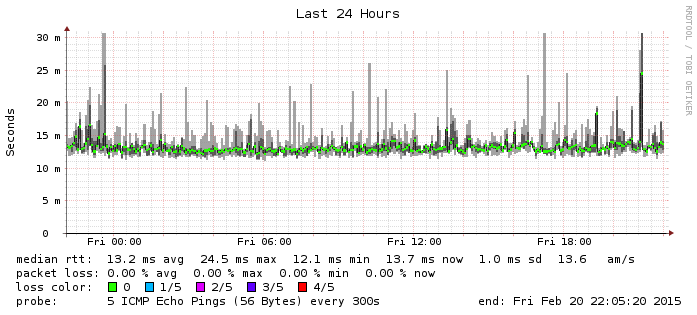 Last 24 Hours
RRDTOOL / TOBI OETIKER
Seconds
30 m
25 m
20 m
15 m
10 m
5 m
0
Fri 00:00 Fri 06:00 Fri 12:00 Fri 18:00
median rtt: 13.2 ms avg 24.5 ms max 12.1 ms min 13.7 ms now 1.0 ms sd 13.6 am/s
packet loss: 0.00 % avg 0.00 % max 0.00 % min 0.00 % now
loss color: 0 1/5 2/5 3/5 4/5
probe: 5 ICMP Echo Pings (56 Bytes) every 300s end: Fri Feb 20 22:05:20 2015